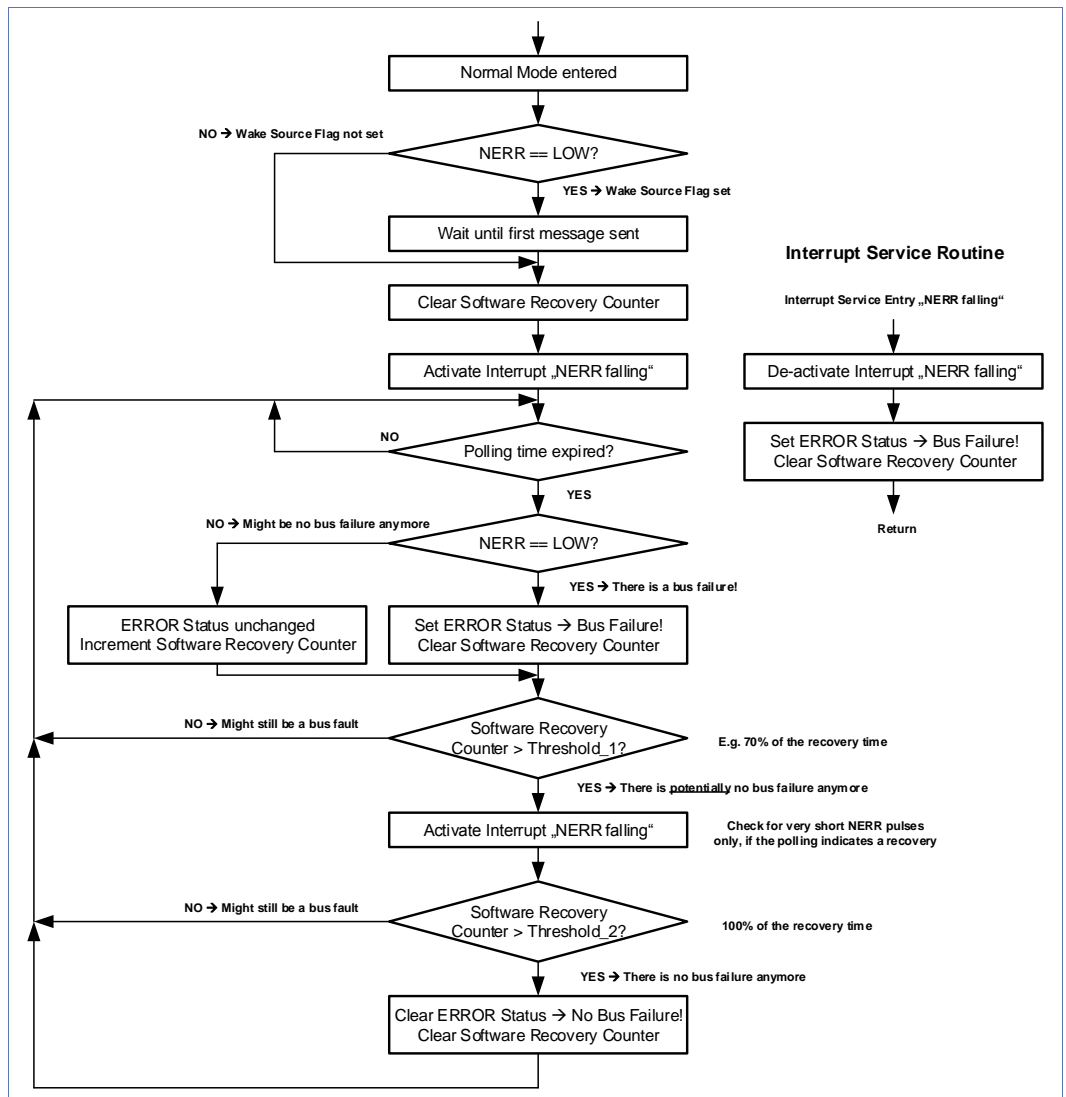 Normal Mode entered
NO → Wake Source Flag not set
NERR == LOW?
YES → Wake Source Flag set
Wait until first message sent
Clear Software Recovery Counter
Activate Interrupt „NERR falling“
NO
Polling time expired?
YES
NO → Might be no bus failure anymore
NERR == LOW?
YES → There is a bus failure!
ERROR Status unchanged
Increment Software Recovery Counter
Set ERROR Status → Bus Failure!
Clear Software Recovery Counter
NO → Might still be a bus fault
Software Recovery
Counter > Threshold_1?
E.g. 70% of the recovery time
YES → There is potentially no bus failure anymore
Activate Interrupt „NERR falling“
Check for very short NERR pulses
only, if the polling indicates a recovery
NO → Might still be a bus fault
Software Recovery
Counter > Threshold_2?
100% of the recovery time
YES → There is no bus failure anymore
Clear ERROR Status → No Bus Failure!
Clear Software Recovery Counter
Interrupt Service Routine
Interrupt Service Entry „NERR falling“
De-activate Interrupt „NERR falling“
Set ERROR Status → Bus Failure!
Clear Software Recovery Counter
Return